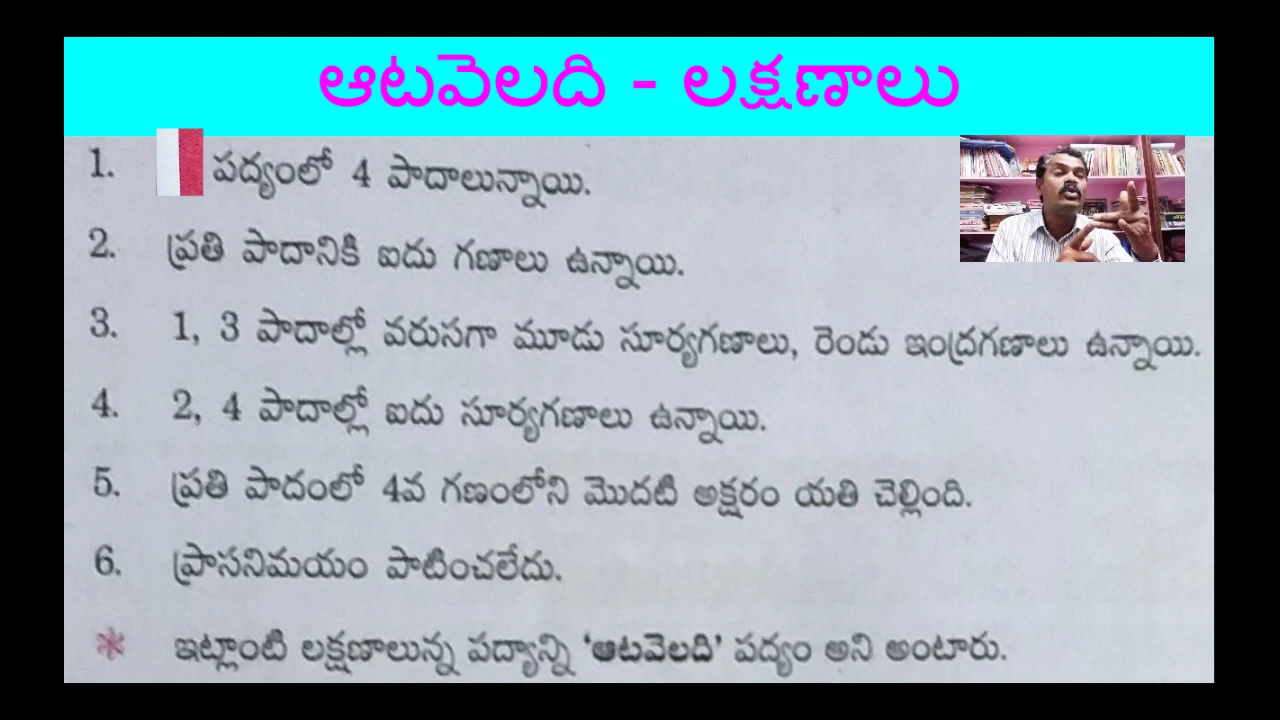 ఆటవెలది - లక్షణాలు
1. పద్యంలో 4 పాదాలున్నాయి.
2. ప్రతి పాదానికి ఐదు గణాలు ఉన్నాయి.
3. 1, 3 పాదాల్లో వరుసగా మూడు సూర్యగణాలు, రెండు ఇంద్రగణాలు ఉన్నాయి.
4. 2, 4 పాదాల్లో ఐదు సూర్యగణాలు ఉన్నాయి.
5. ప్రతి పాదంలో 4వ గణంలోని మొదటి అక్షరం యతి చెల్లింది.
6. ప్రాసనిమయం పాటించలేదు.
* ఇట్లాంటి లక్షణాలున్న పద్యాన్ని 'ఆటవెలది' పద్యం అని అంటారు.